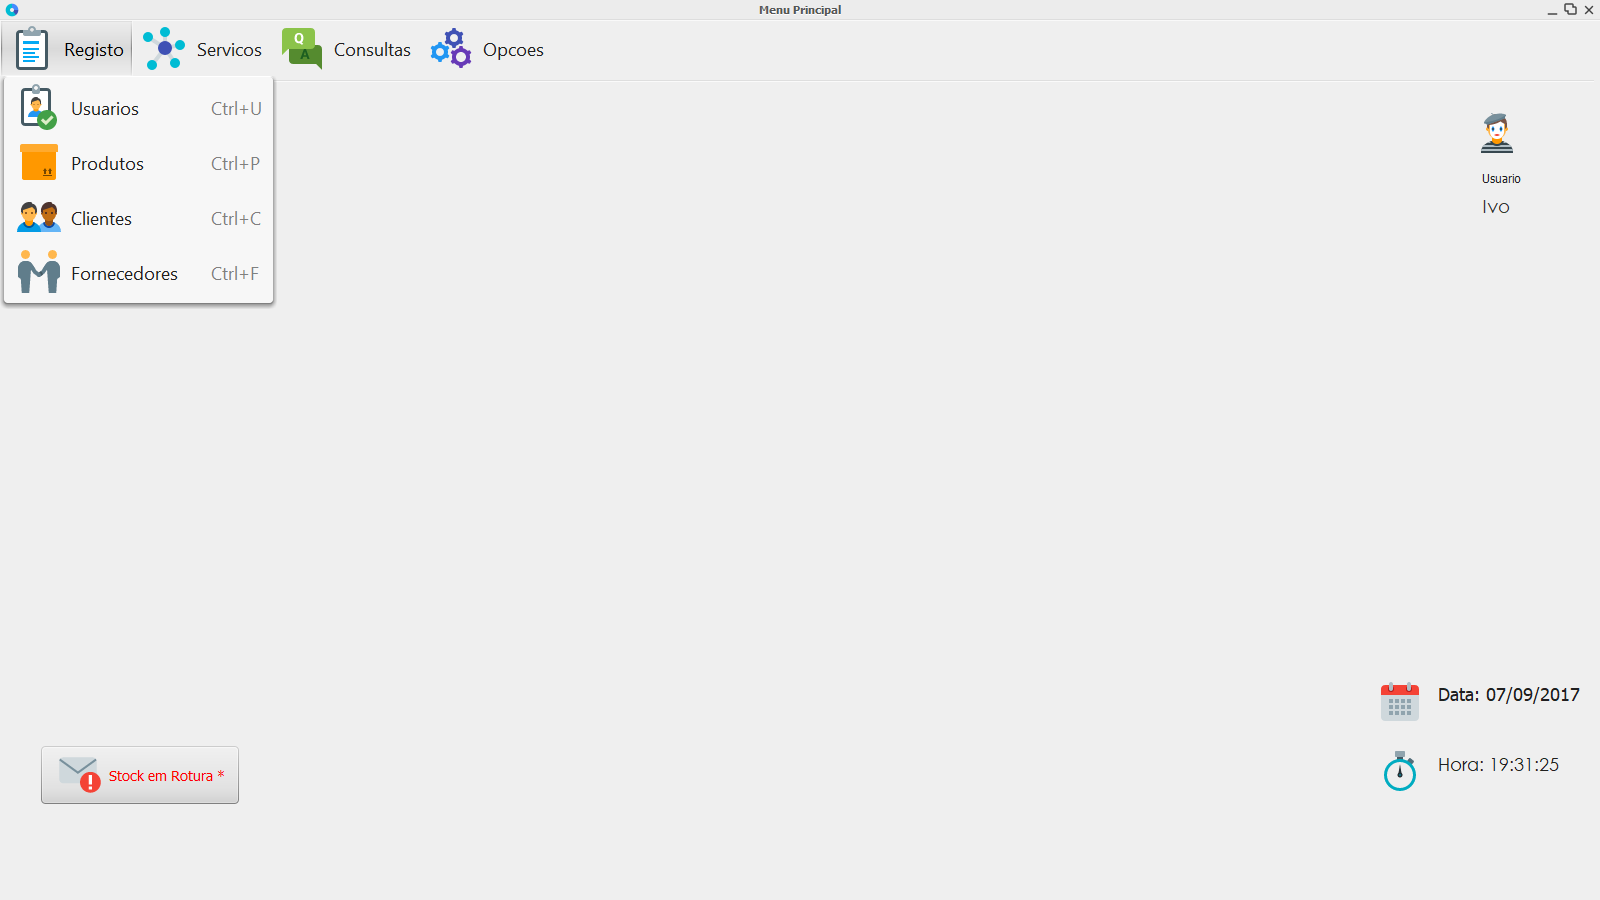 Menu Principal
Registo
Servicos
Q
A
Consultas
Opcoes
Usuarios Ctrl+U
Produtos Ctrl+P
Clientes Ctrl+C
Fornecedores Ctrl+F
Usuario
Ivo
Data: 07/09/2017
Hora: 19:31:25
Stock em Rotura *